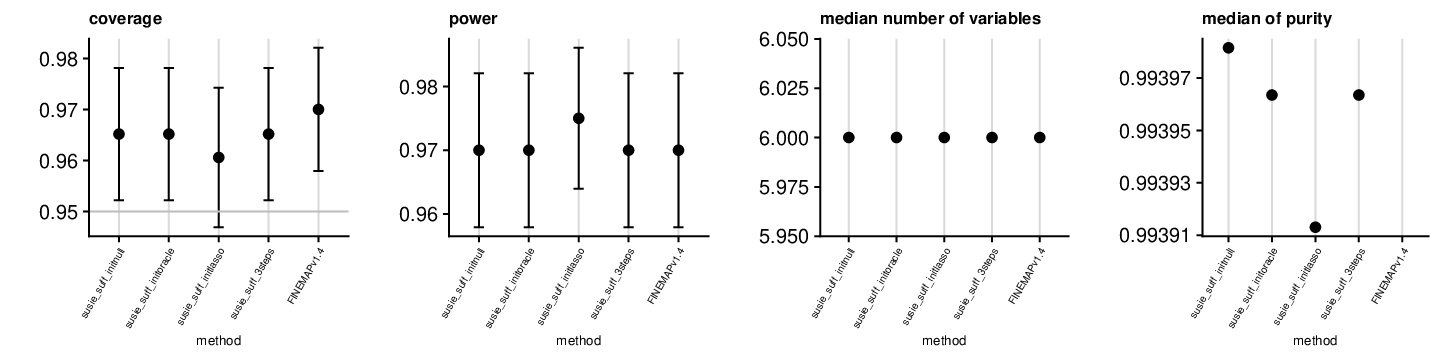 coverage
0.98
0.97
0.96
0.95
susie_suff_initnull
susie_suff_initoracle
susie_suff_initlasso
susie_suff_3steps
FINEMAPv1.4
method
power
0.98
0.97
0.96
susie_suff_initnull
susie_suff_initoracle
susie_suff_initlasso
susie_suff_3steps
FINEMAPv1.4
method
median number of variables
6.050
6.025
6.000
5.975
5.950
susie_suff_initnull
susie_suff_initoracle
susie_suff_initlasso
susie_suff_3steps
FINEMAPv1.4
method
median of purity
0.99397
0.99395
0.99393
0.99391
susie_suff_initnull
susie_suff_initoracle
susie_suff_initlasso
susie_suff_3steps
FINEMAPv1.4
method